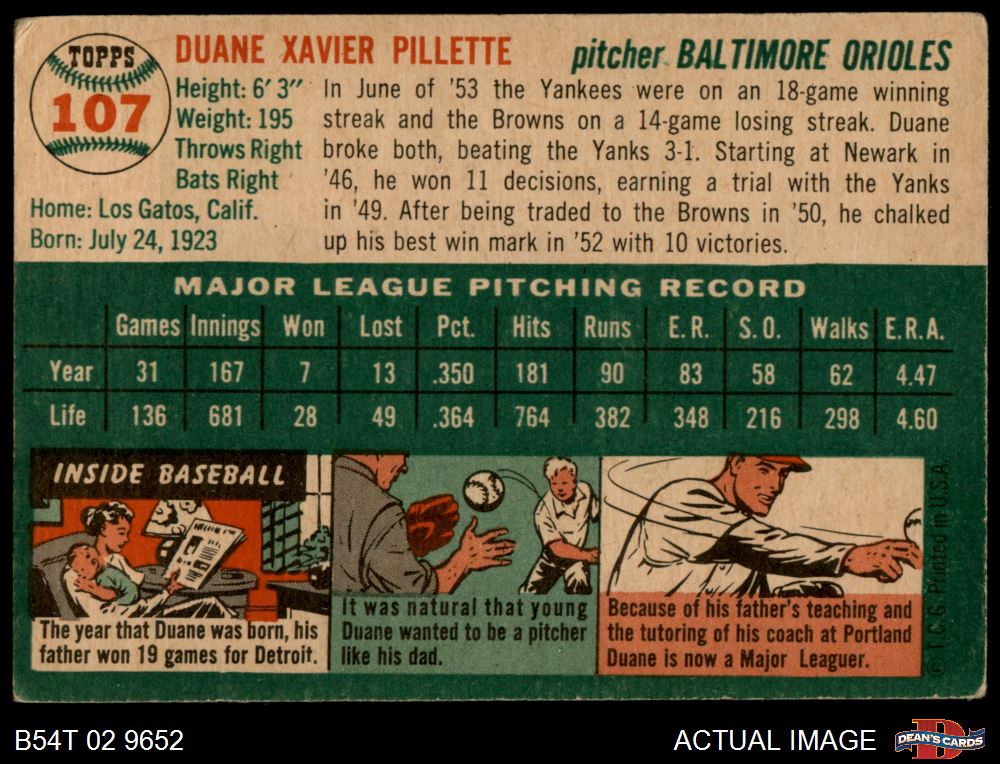 TOPPS
107
DUANE XAVIER PILLETTE
pitcher BALTIMORE ORIOLES
Height: 6' 3"
Weight: 195
Throws Right
Bats Right
Home: Los Gatos, Calif.
Born: July 24, 1923
In June of '53 the Yankees were on an 18-game winning
streak and the Browns on a 14-game losing streak. Duane
broke both, beating the Yanks 3-1. Starting at Newark in
'46, he won 11 decisions, earning a trial with the Yanks
in '49. After being traded to the Browns in '50, he chalked
up his best win mark in '52 with 10 victories.
MAJOR LEAGUE PITCHING RECORD
Games Innings Won Lost Pct. Hits Runs E.R. S.O. Walks E.R.A.
Year 31 167 7 13 .350 181 90 83 58 62 4.47
Life 136 681 28 49 .364 764 382 348 216 298 4.60
INSIDE BASEBALL
The year that Duane was born, his
father won 19 games for Detroit.
It was natural that young
Duane wanted to be a pitcher
like his dad.
Because of his father's teaching and
the tutoring of his coach at Portland
Duane is now a Major Leaguer.
© T.C.G. Printed in U.S.A.
B54T 02 9652
ACTUAL IMAGE
DEAN'S CARDS